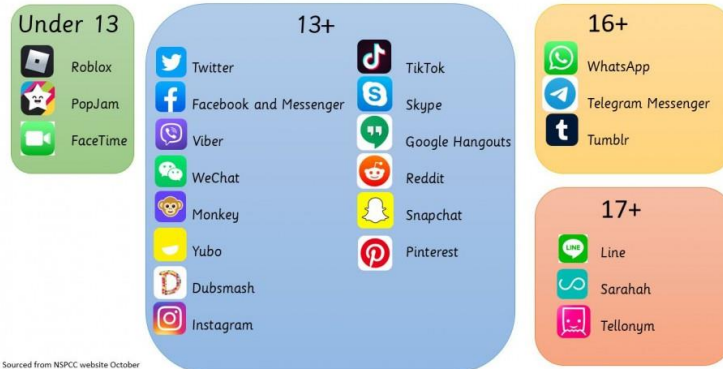 Under 13
Roblox
PopJam
FaceTime
13+
Twitter
Facebook and Messenger
Viber
WeChat
Monkey
Yubo
Dubsmash
Instagram
TikTok
Skype
Google Hangouts
Reddit
Snapchat
Pinterest
16+
WhatsApp
Telegram Messenger
Tumblr
17+
LINE
Line
Sarahah
Tellonym
Sourced from NSPCC website October